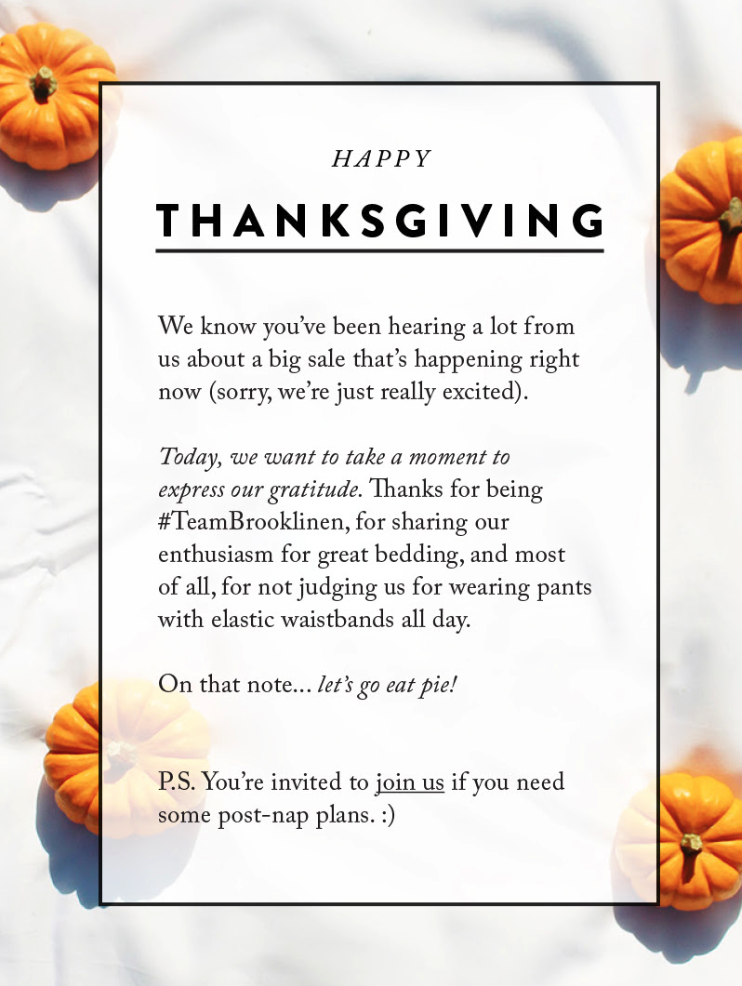 HAPPY
THANKSGIVING
We know you’ve been hearing a lot from
us about a big sale that’s happening right
now (sorry, we’re just really excited).
Today, we want to take a moment to
express our gratitude. Thanks for being
#TeamBrooklinen, for sharing our
enthusiasm for great bedding, and most
of all, for not judging us for wearing pants
with elastic waistbands all day.
On that note... let’s go eat pie!
P.S. You’re invited to join us if you need
some post-nap plans. :)